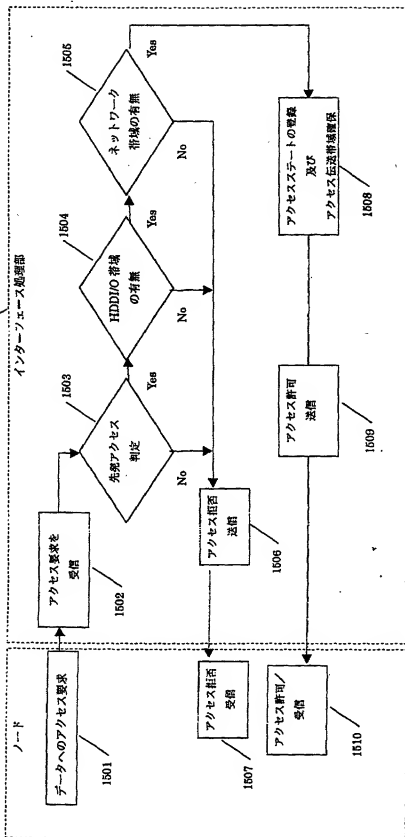 ノード
インターフェース処理部
データへのアクセス要求
1501
アクセス要求を
受信
1502
先発アクセス
判定
1503
Yes
No
HDDI/O 帯域
の有無
1504
Yes
No
ネットワーク
帯域の有無
1505
Yes
No
アクセス拒否
送信
1506
アクセス拒否
受信
1507
アクセスステートの登録
及び
アクセス伝送帯域確保
1508
アクセス許可
送信
1509
アクセス許可/
受信
1510